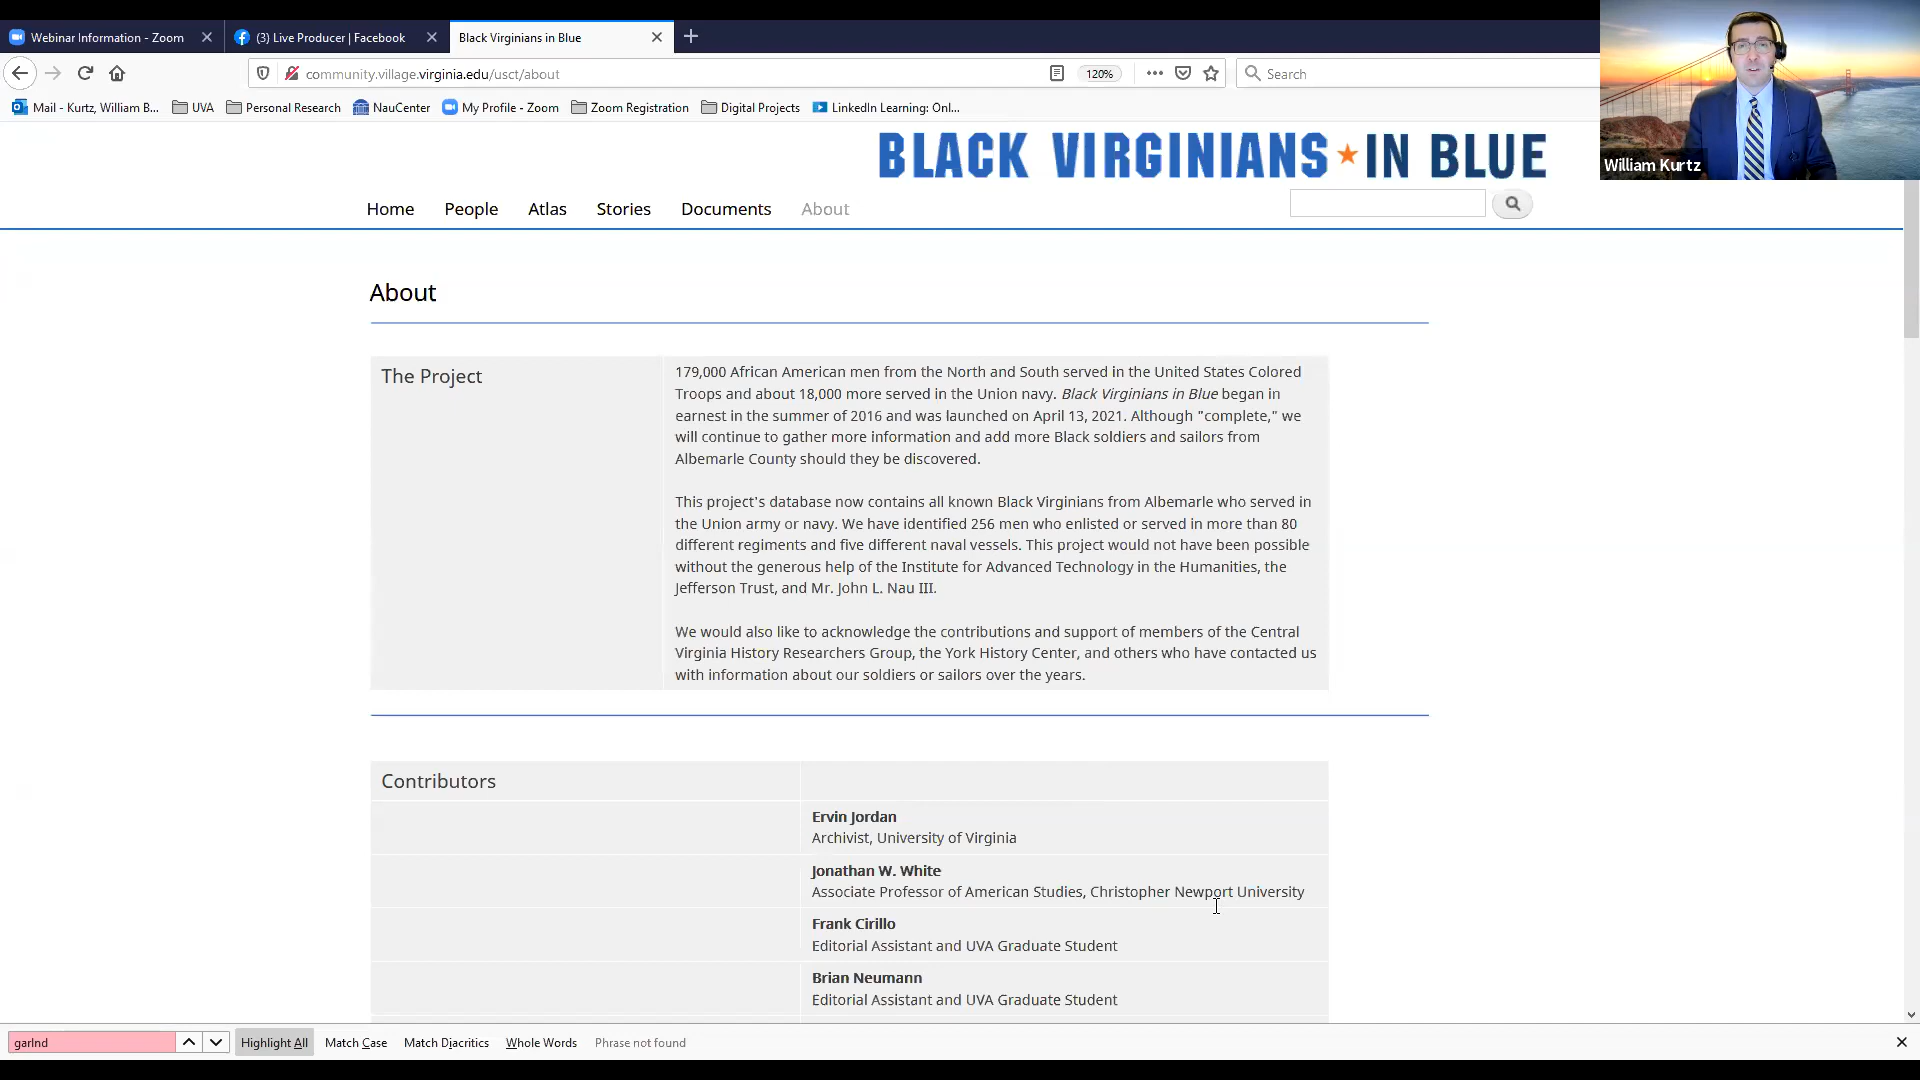 Webinar Information - Zoom
(3) Live Producer | Facebook
Black Virginians in Blue
community.village.virginia.edu/usct/about
120%
Search
Mail - Kurtz, William B...
UVA
Personal Research
NauCenter
My Profile - Zoom
Zoom Registration
Digital Projects
LinkedIn Learning: Onl...
William Kurtz
BLACK VIRGINIANS IN BLUE
Home
People
Atlas
Stories
Documents
About
About
The Project
179,000 African American men from the North and South served in the United States Colored
Troops and about 18,000 more served in the Union navy. Black Virginians in Blue began in
earnest in the summer of 2016 and was launched on April 13, 2021. Although "complete," we
will continue to gather more information and add more Black soldiers and sailors from
Albemarle County should they be discovered.
This project's database now contains all known Black Virginians from Albemarle who served in
the Union army or navy. We have identified 256 men who enlisted or served in more than 80
different regiments and five different naval vessels. This project would not have been possible
without the generous help of the Institute for Advanced Technology in the Humanities, the
Jefferson Trust, and Mr. John L. Nau III.
We would also like to acknowledge the contributions and support of members of the Central
Virginia History Researchers Group, the York History Center, and others who have contacted us
with information about our soldiers or sailors over the years.
Contributors
Ervin Jordan
Archivist, University of Virginia
Jonathan W. White
Associate Professor of American Studies, Christopher Newport University
Frank Cirillo
Editorial Assistant and UVA Graduate Student
Brian Neumann
Editorial Assistant and UVA Graduate Student
garlnd
Highlight All
Match Case
Match Diacritics
Whole Words
Phrase not found